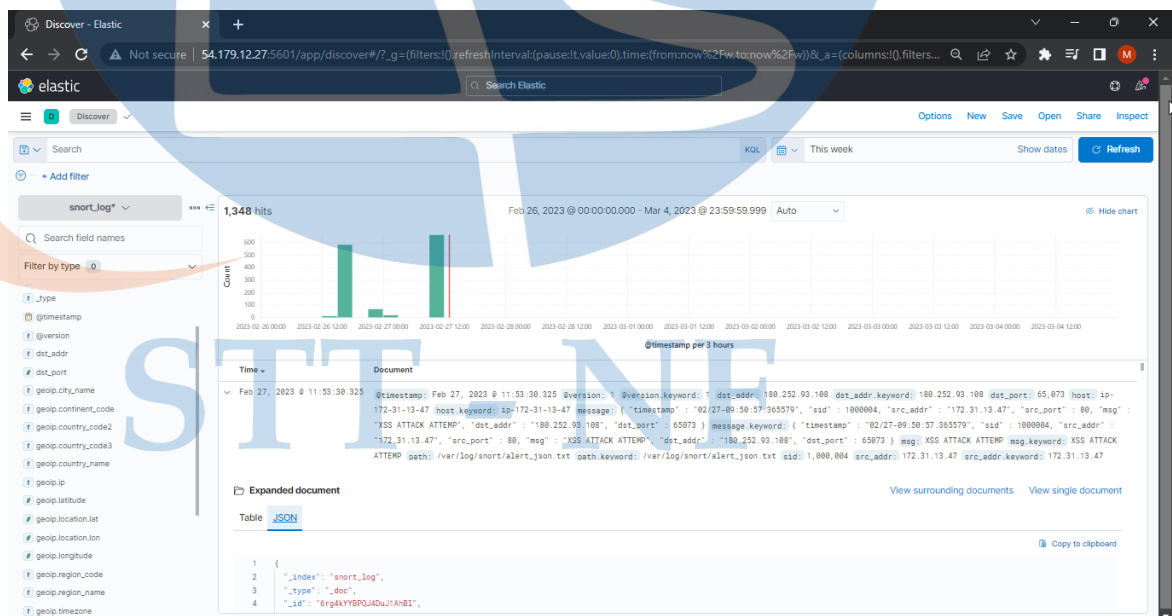 Discover - Elastic
Not secure 54.179.12.27:5601/app/discover#/?_g=(filters:!(),refreshInterval:(pause:!t,value:0),time:(from:now%2Fw,to:now%2Fw))&_a=(columns:!(),filters...
M
elastic
Search Elastic
D Discover
Options New Save Open Share Inspect
Search KQL This week Show dates Refresh
+ Add filter
snort_log*
1,348 hits Feb 26, 2023 @ 00:00:00.000 - Mar 4, 2023 @ 23:59:59.999 Auto Hide chart
Search field names
Filter by type 0
t _type
@timestamp
t @version
t dst_addr
# dst_port
t geoip.city_name
t geoip.continent_code
t geoip.country_code2
t geoip.country_code3
t geoip.country_name
t geoip.ip
# geoip.latitude
# geoip.location.lat
# geoip.location.lon
# geoip.longitude
t geoip.region_code
t geoip.region_name
t geoip.timezone
Count
600
500
400
300
200
100
0
2023-02-26 00:00 2023-02-26 12:00 2023-02-27 00:00 2023-02-27 12:00 2023-02-28 00:00 2023-02-28 12:00 2023-03-01 00:00 2023-03-01 12:00 2023-03-02 00:00 2023-03-02 12:00 2023-03-03 00:00 2023-03-03 12:00 2023-03-04 00:00 2023-03-04 12:00
@timestamp per 3 hours
Time Document
Feb 27, 2023 @ 11:53:30.325 @timestamp: Feb 27, 2023 @ 11:53:30.325 @version: 1 @version.keyword: 1 dst_addr: 180.252.93.108 dst_addr.keyword: 180.252.93.108 dst_port: 65,073 host: ip-
172-31-13-47 host.keyword: ip-172-31-13-47 message: { "timestamp" : "02/27-09:50:57.365579", "sid" : 1000004, "src_addr" : "172.31.13.47", "src_port" : 80, "msg" :
"XSS ATTACK ATTEMP", "dst_addr" : "180.252.93.108", "dst_port" : 65073 } message.keyword: { "timestamp" : "02/27-09:50:57.365579", "sid" : 1000004, "src_addr" :
"172.31.13.47", "src_port" : 80, "msg" : "XSS ATTACK ATTEMP", "dst_addr" : "180.252.93.108", "dst_port" : 65073 } msg: XSS ATTACK ATTEMP msg.keyword: XSS ATTACK
ATTEMP path: /var/log/snort/alert_json.txt path.keyword: /var/log/snort/alert_json.txt sid: 1,000,004 src_addr: 172.31.13.47 src_addr.keyword: 172.31.13.47
Expanded document View surrounding documents View single document
Table JSON
Copy to clipboard
1 {
2 "_index": "snort_log",
3 "_type": "_doc",
4 "_id": "6rg4kYYBPQJ4DuJ1AhBI",
STT - NF